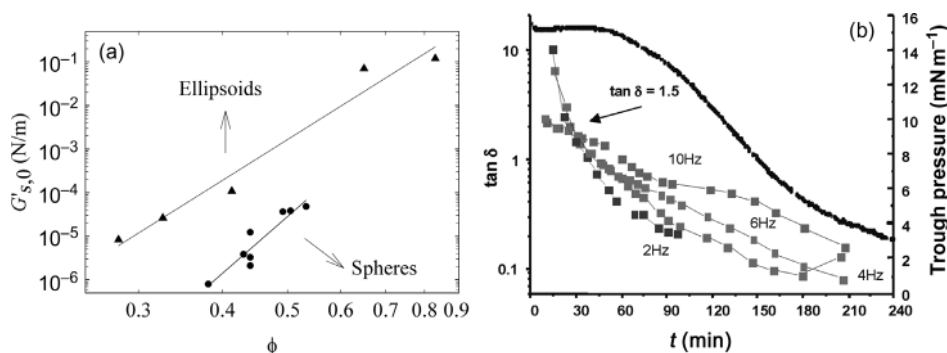 (a)
Ellipsoids
Spheres
G's,0 (N/m)
10⁻¹
10⁻²
10⁻³
10⁻⁴
10⁻⁵
10⁻⁶
0.3 0.4 0.5 0.6 0.7 0.8 0.9
ϕ
(b)
tan δ = 1.5
10Hz
6Hz
2Hz
4Hz
tan δ
10
1
0.1
0 30 60 90 120 150 180 210 240
t (min)
16
14
12
10
8
6
4
2
0
Trough pressure (mN m⁻¹)